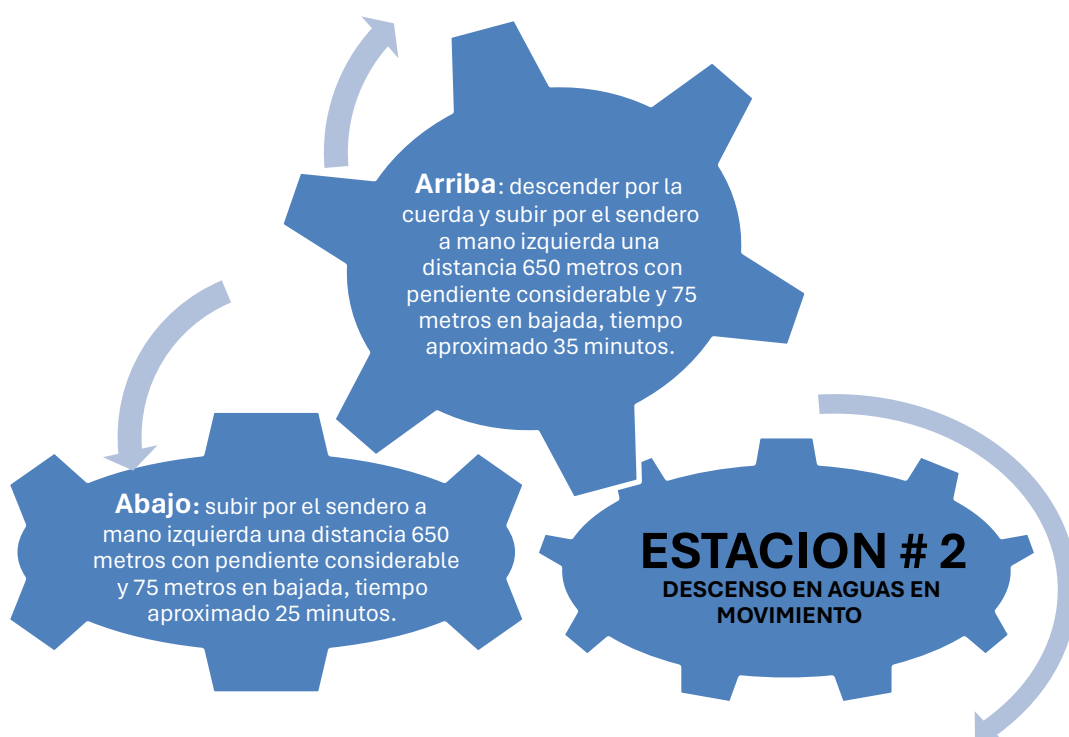 Arriba: descender por la
cuerda y subir por el sendero
a mano izquierda una
distancia 650 metros con
pendiente considerable y 75
metros en bajada, tiempo
aproximado 35 minutos.
Abajo: subir por el sendero a
mano izquierda una distancia 650
metros con pendiente considerable
y 75 metros en bajada, tiempo
aproximado 25 minutos.
ESTACION # 2
DESCENSO EN AGUAS EN
MOVIMIENTO